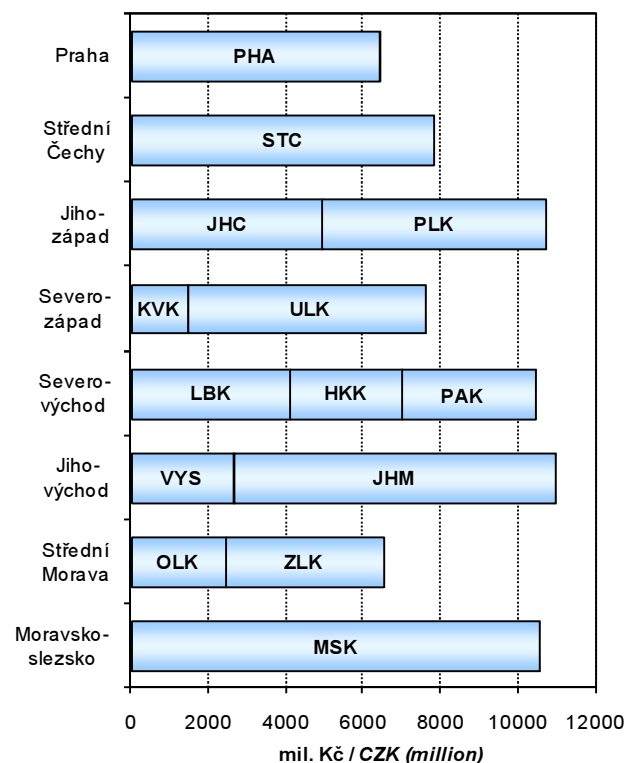 Praha
PHA
Střední
Čechy
STC
Jiho-
západ
JHC PLK
Severo-
západ
KVK ULK
Severo-
východ
LBK HKK PAK
Jiho-
východ
VYS JHM
Střední
Morava
OLK ZLK
Moravsko-
slezsko
MSK
0 2000 4000 6000 8000 10000 12000
mil. Kč / CZK (million)